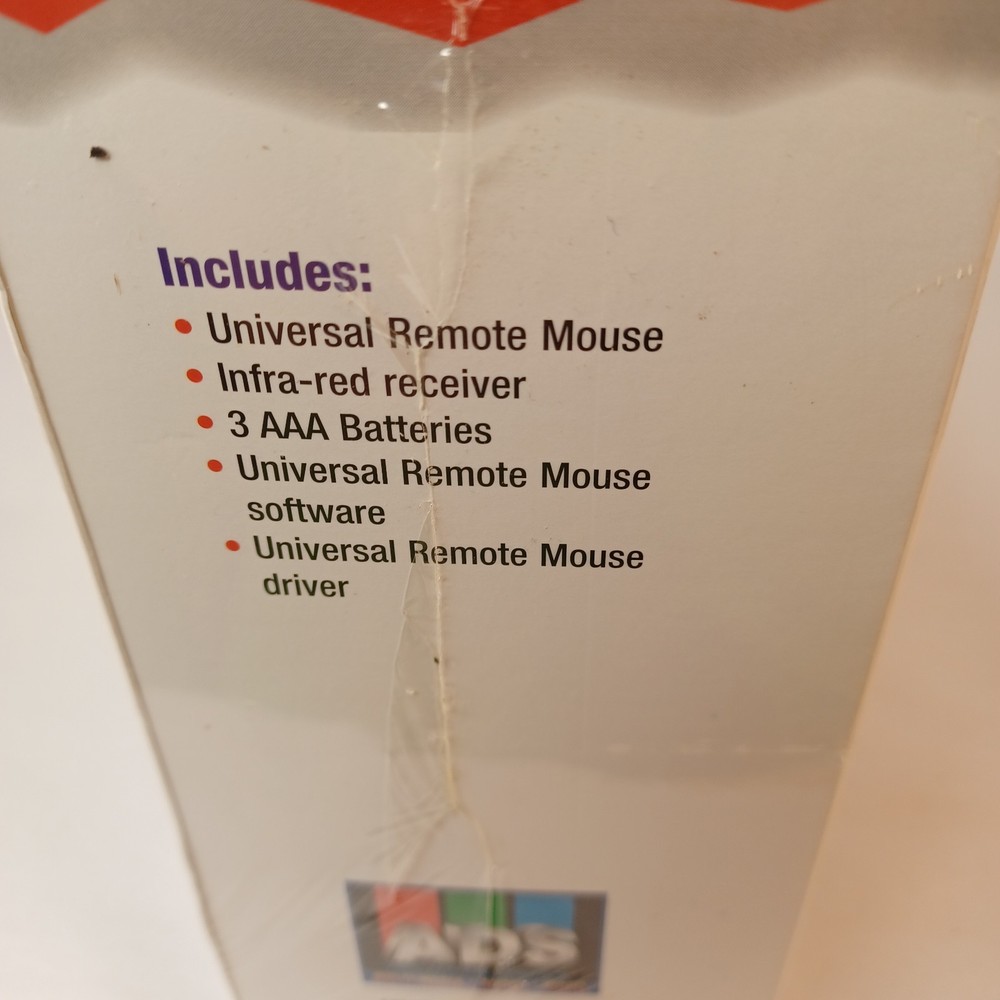 Includes:
• Universal Remote Mouse
• Infra-red receiver
• 3 AAA Batteries
• Universal Remote Mouse
software
• Universal Remote Mouse
driver
ADS